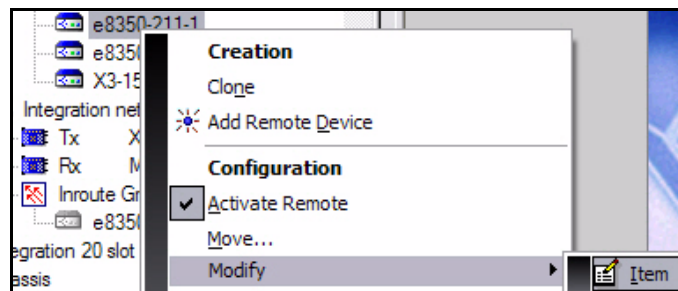 e8350-211-1
e8350
X3-15
Integration net
Tx X
Rx M
Inroute Gr
e8350
egration 20 slot
assis
Creation
Clone
Add Remote Device
Configuration
Activate Remote
Move...
Modify
Item